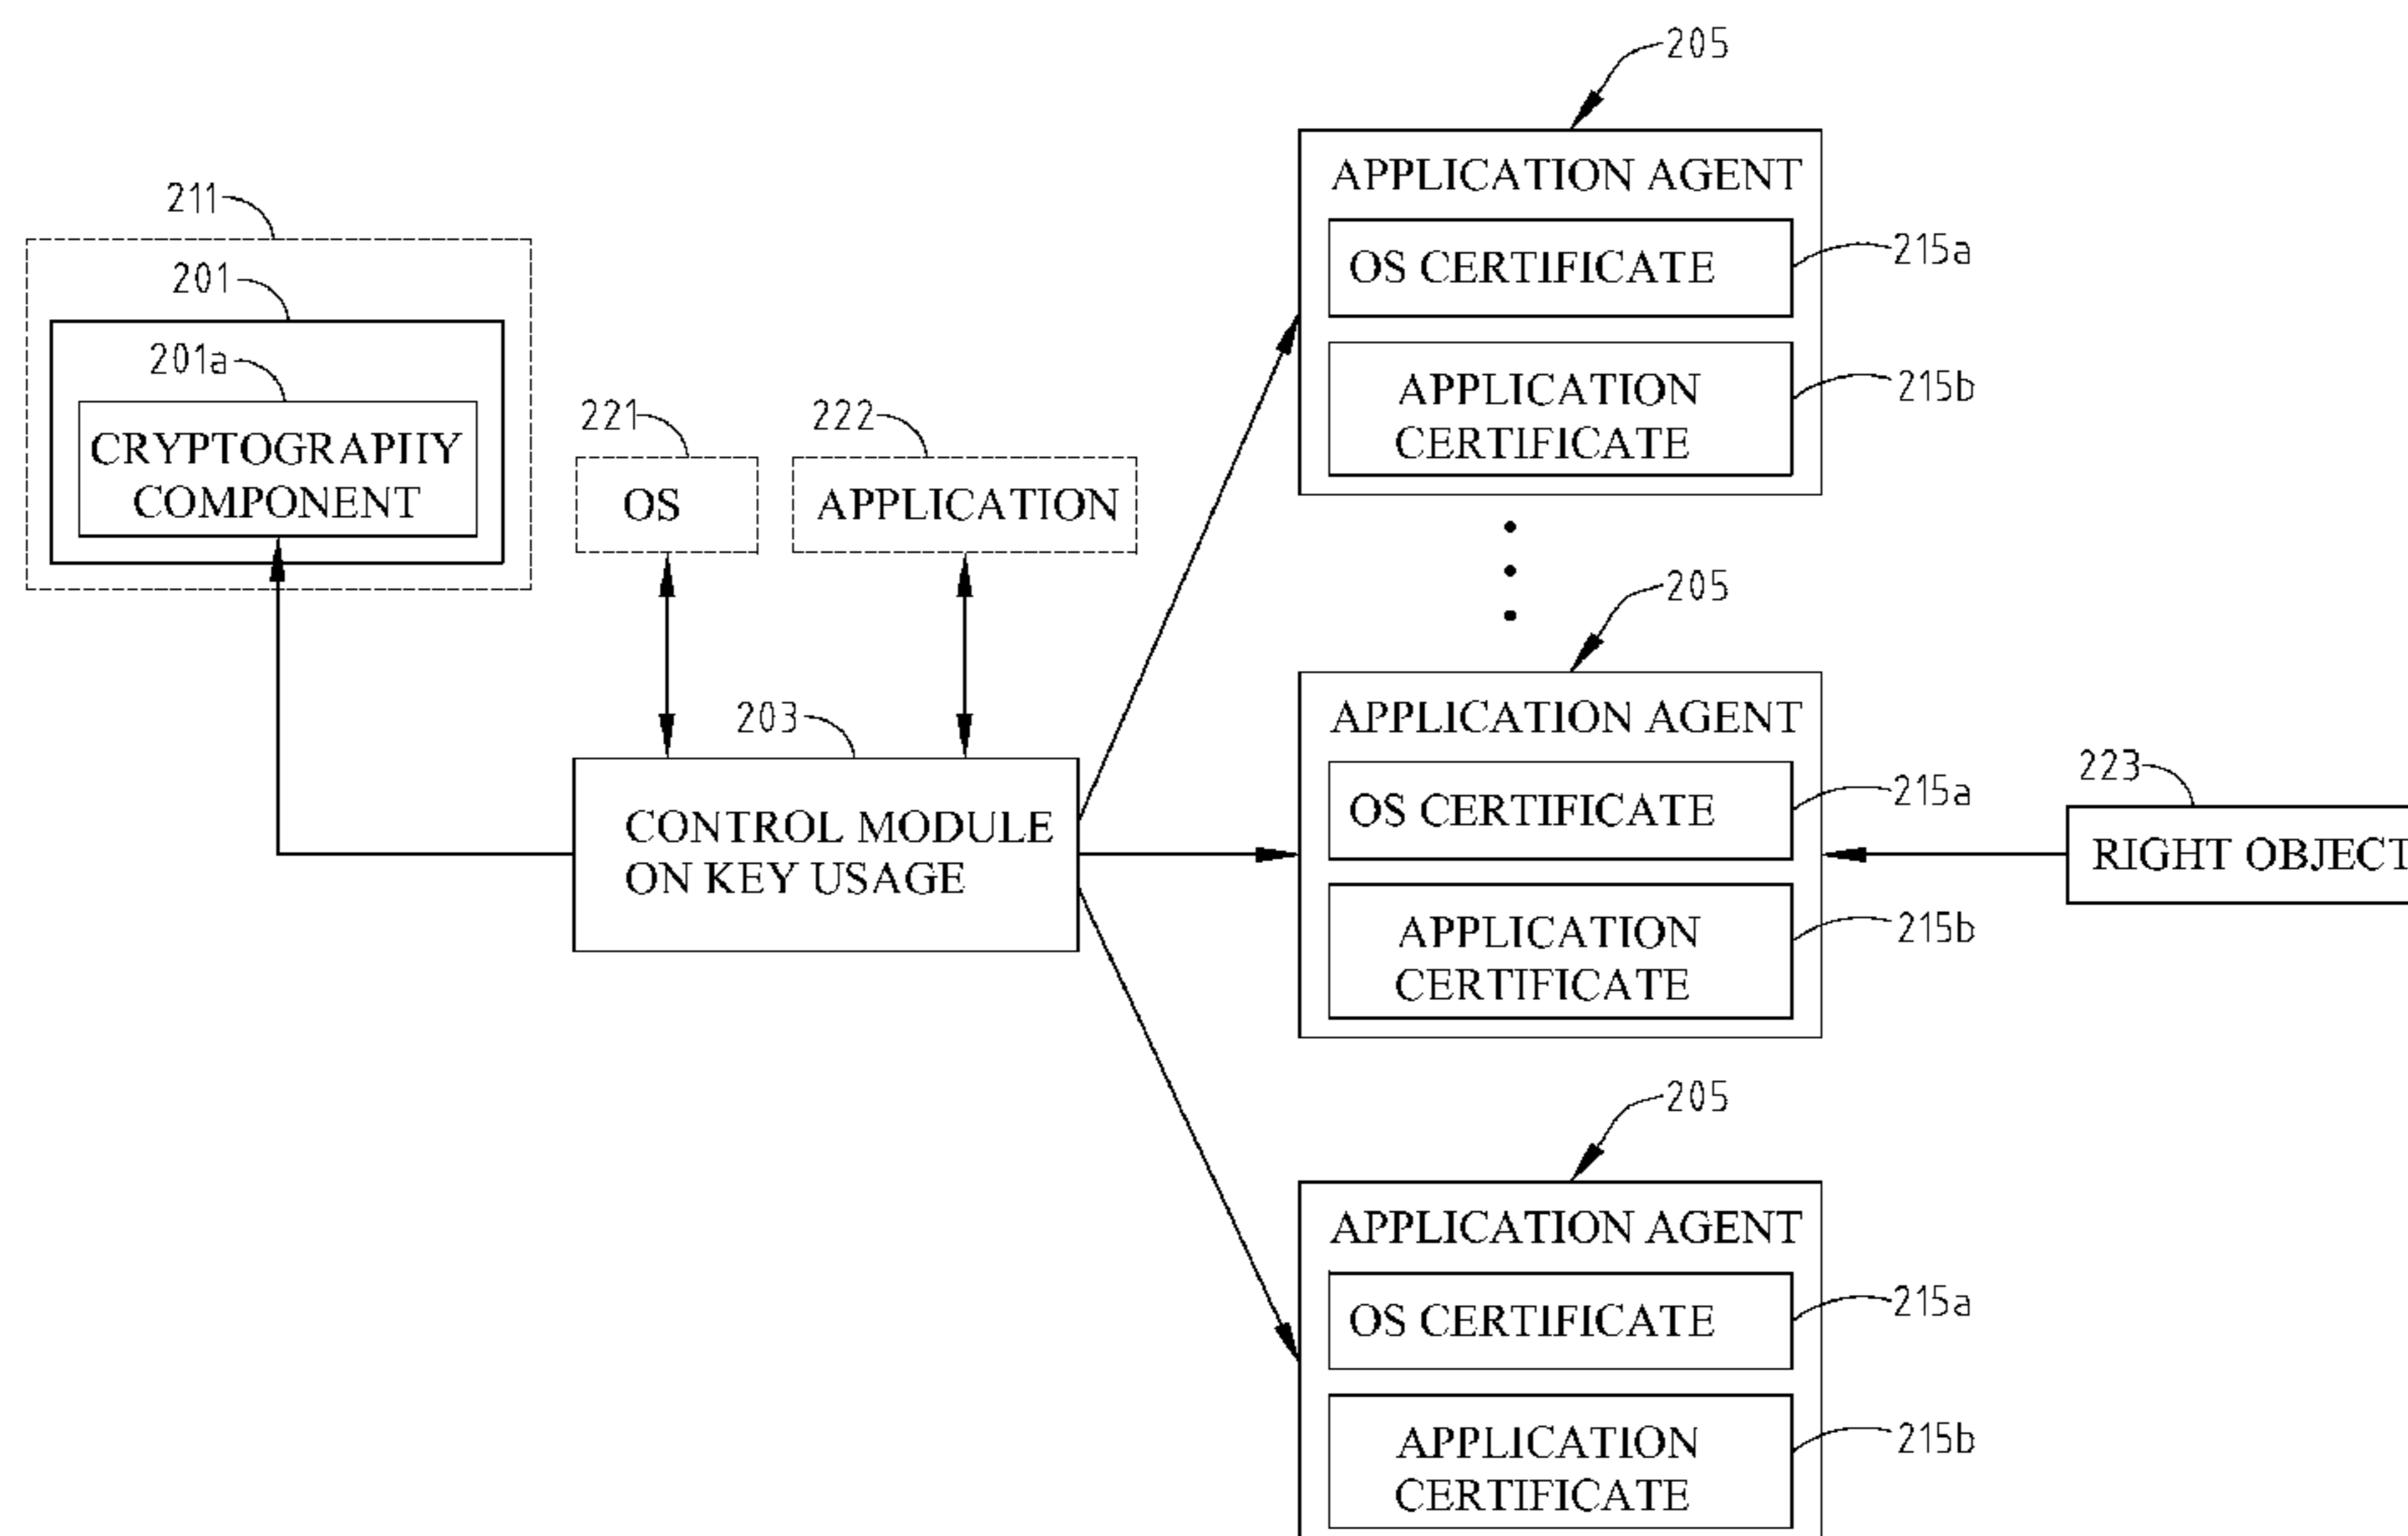 205
APPLICATION AGENT
OS CERTIFICATE
215a
APPLICATION
CERTIFICATE
215b
211
201
201a
CRYPTOGRAPHY
COMPONENT
221
OS
222
APPLICATION
203
CONTROL MODULE
ON KEY USAGE
205
APPLICATION AGENT
OS CERTIFICATE
215a
APPLICATION
CERTIFICATE
215b
223
RIGHT OBJECT
205
APPLICATION AGENT
OS CERTIFICATE
215a
APPLICATION
CERTIFICATE
215b